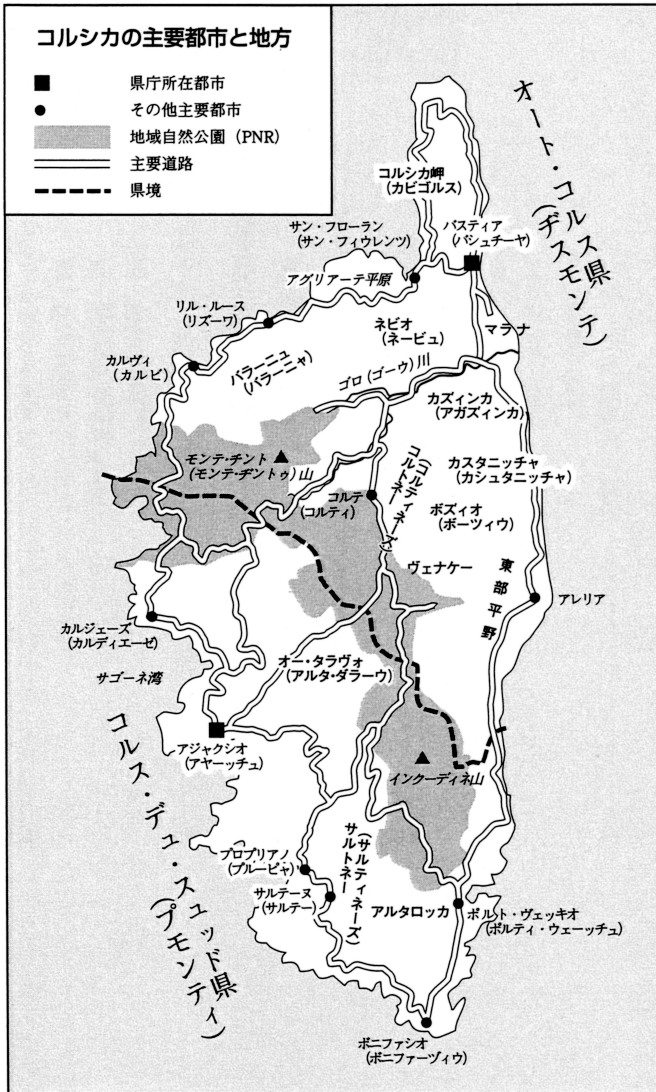 コルシカの主要都市と地方
県庁所在都市
その他主要都市
地域自然公園（PNR）
主要道路
県境
オート・コルス県
(ヂスモンテ)
コルシカ岬
(カピゴルス)
サン・フローラン
(サン・フィウレンツ)
バスティア
(バシュチーヤ)
アグリアーテ平原
リル・ルース
(リズーワ)
ネビオ
(ネービュ)
マラナ
カルヴィ
(カルビ)
バラーニュ
(バラーニャ)
ゴロ(ゴーウ)川
カズィンカ
(アガズィンカ)
モンテ・チント
(モンテ・ヂントゥ)山
コルトネー
(コルティネーズ)
カスタニッチャ
(カシュタニッチャ)
コルテ
(コルティ)
ボズィオ
(ボーツィウ)
ヴェナケー
東部平野
アレリア
カルジェーズ
(カルディエーゼ)
オー・タラヴォ
(アルタ・ダラーウ)
サゴーネ湾
アジャクシオ
(アヤーッチュ)
インクーディネ山
コルス・デュ・スュッド県
(プモンティ)
プロプリアノ
(プルービャ)
サルトネー
(サルティネーズ)
サルテーヌ
(サルテー)
アルタロッカ
ポルト・ヴェッキオ
(ポルティ・ウェーッチュ)
ボニファシオ
(ボニファーヅィウ)